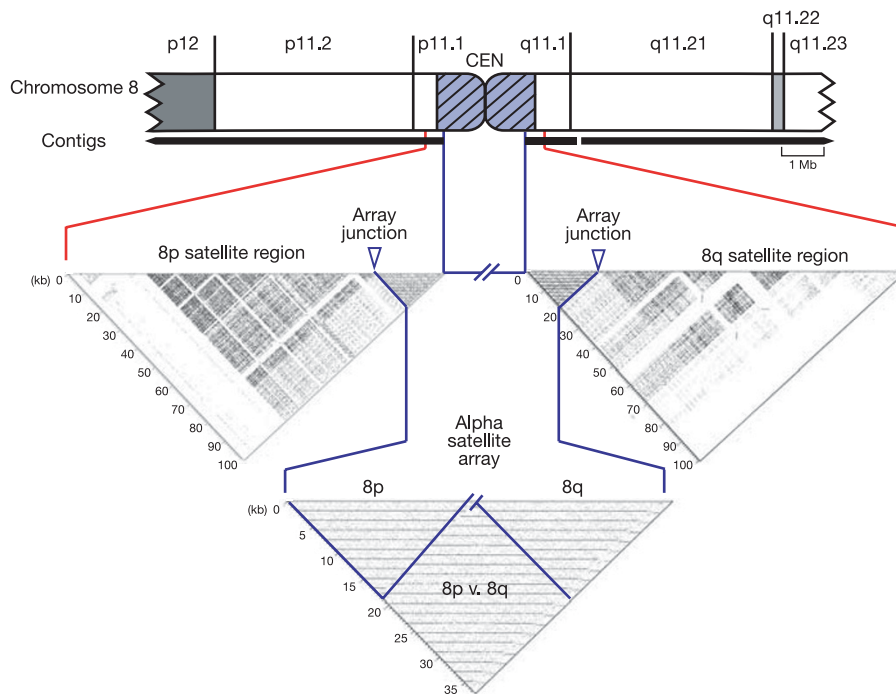 q11.22
p12 p11.2 p11.1 q11.1 q11.21 q11.23
CEN
Chromosome 8
Contigs
1 Mb
Array junction
Array junction
8p satellite region
8q satellite region
(kb) 0
10
20
30
40
50
60
70
80
90
100
0
10
20
30
40
50
60
70
80
90
100
Alpha
satellite
array
8p 8q
(kb) 0
5
10
15
20
25
30
35
8p v. 8q